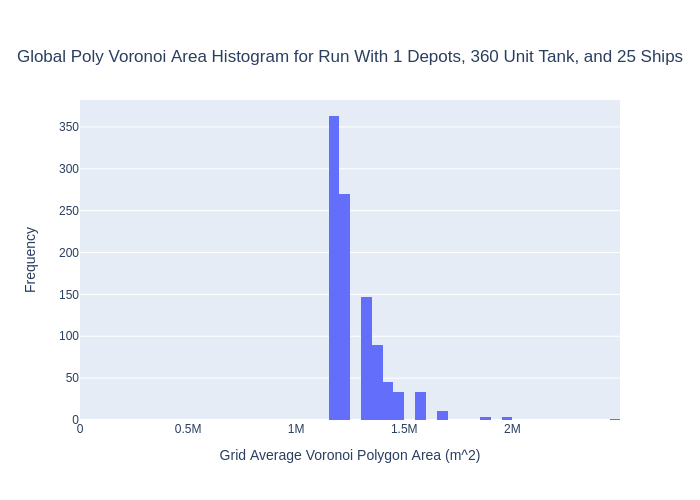 Global Poly Voronoi Area Histogram for Run With 1 Depots, 360 Unit Tank, and 25 Ships
350
300
250
200
150
100
50
0
Frequency
0
0.5M
1M
1.5M
2M
Grid Average Voronoi Polygon Area (m^2)